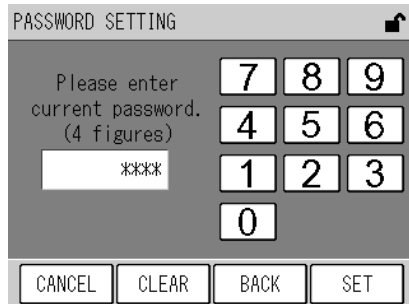 PASSWORD SETTING
Please enter
current password.
(4 figures)
****
7 8 9
4 5 6
1 2 3
0
CANCEL CLEAR BACK SET